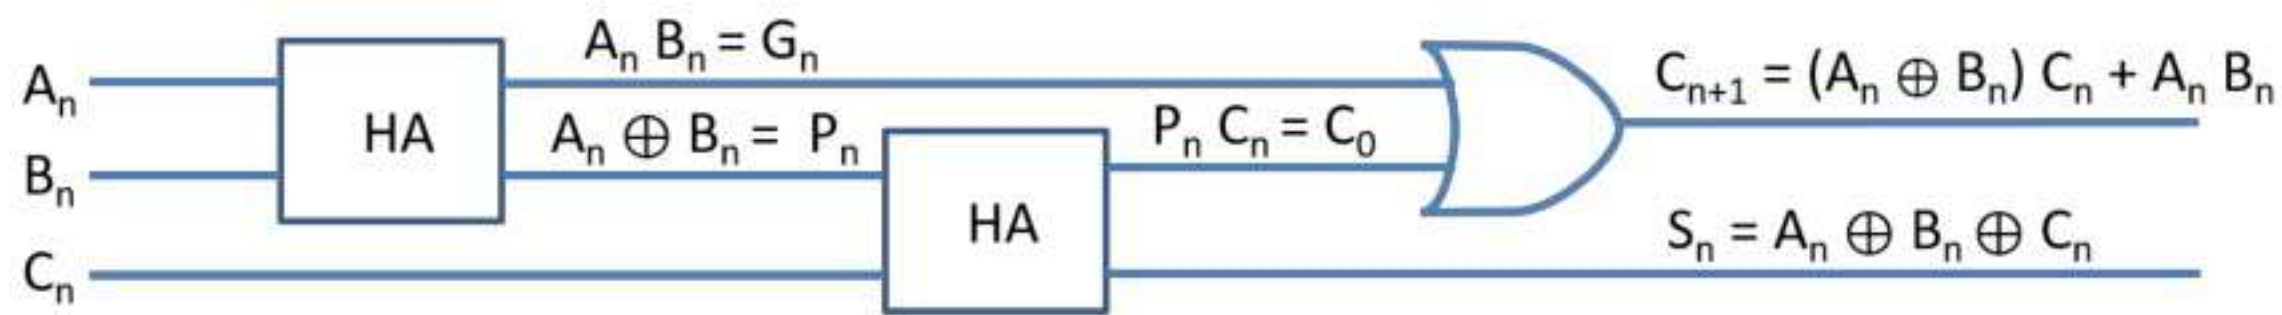 Aₙ
Bₙ
Cₙ
HA
Aₙ Bₙ = Gₙ
Aₙ ⊕ Bₙ = Pₙ
HA
Pₙ Cₙ = C₀
Cₙ₊₁ = (Aₙ ⊕ Bₙ) Cₙ + Aₙ Bₙ
Sₙ = Aₙ ⊕ Bₙ ⊕ Cₙ